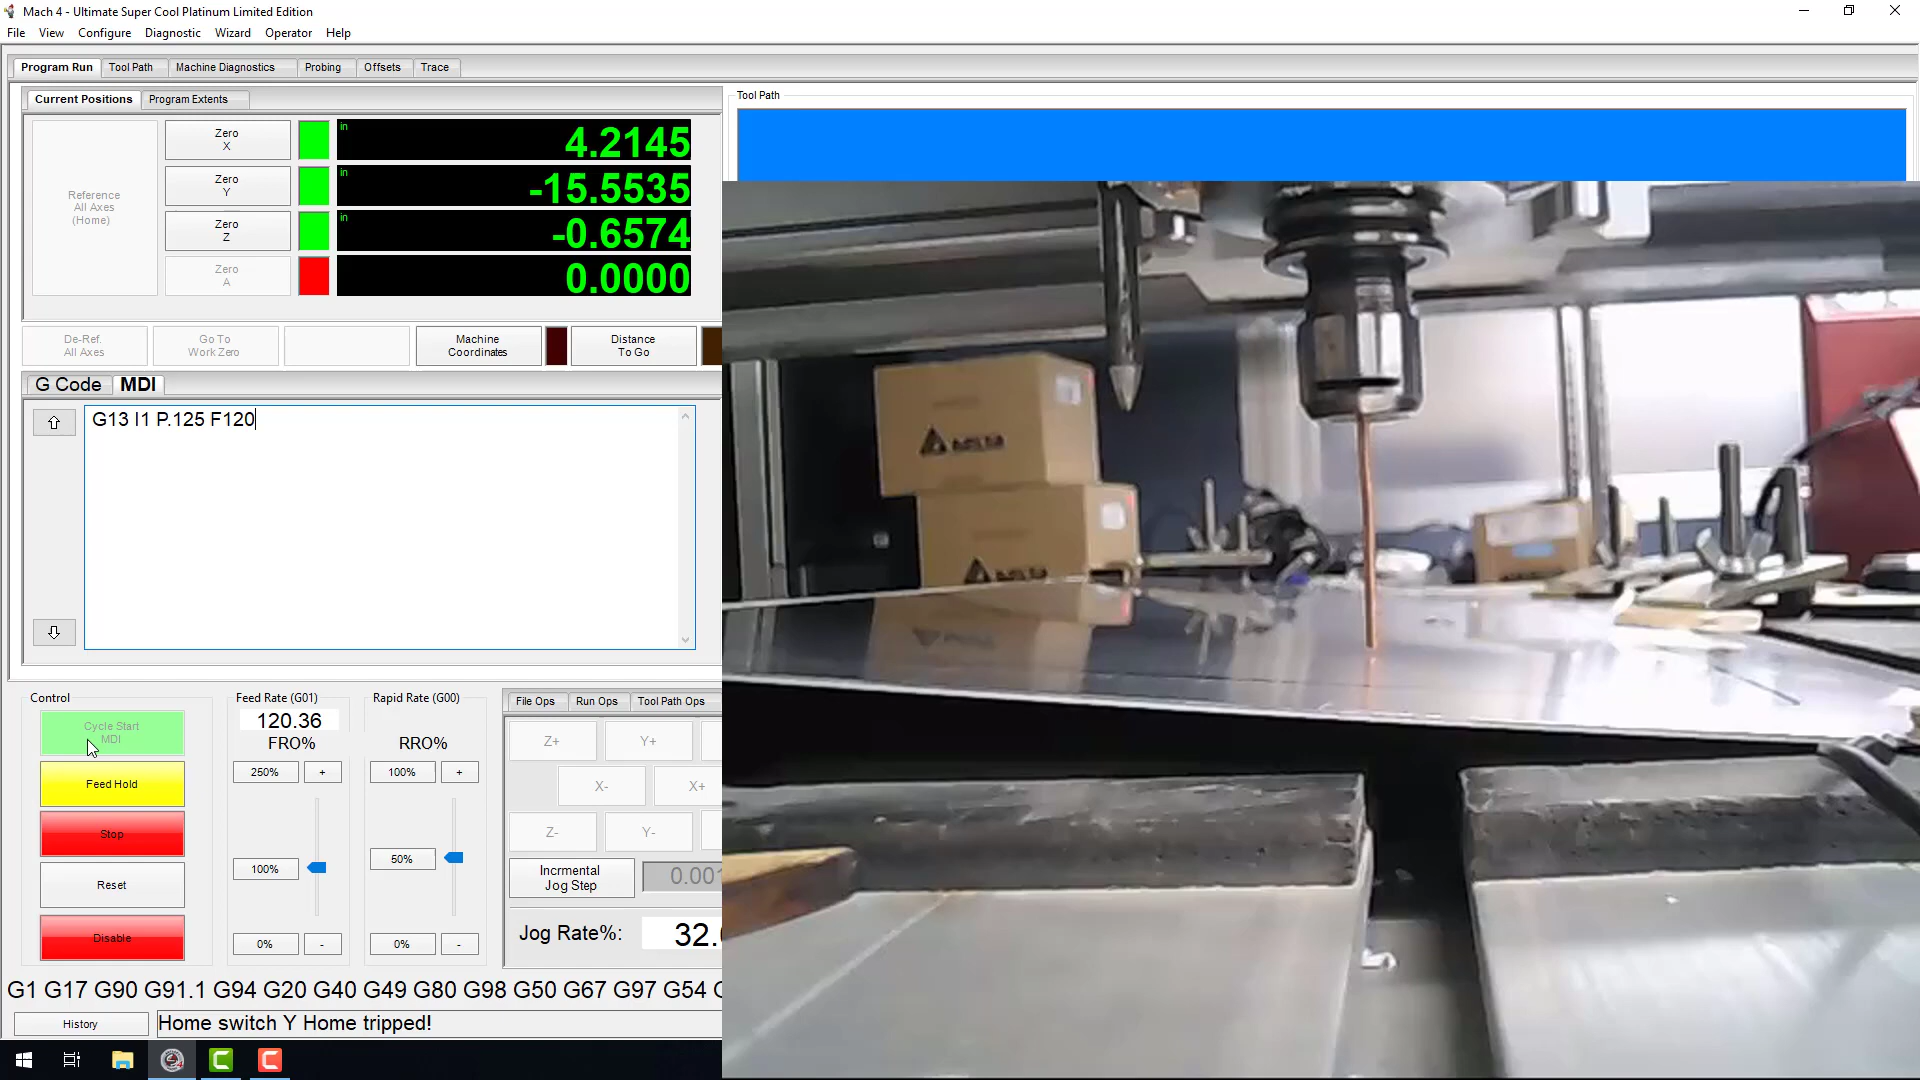 Mach 4 - Ultimate Super Cool Platinum Limited Edition
File View Configure Diagnostic Wizard Operator Help
Program Run Tool Path Machine Diagnostics Probing Offsets Trace
Current Positions Program Extents
Tool Path
Reference
All Axes
(Home)
Zero
X
in
4.2145
Zero
Y
in
-15.5535
Zero
Z
in
-0.6574
Zero
A
0.0000
De-Ref.
All Axes
Go To
Work Zero
Machine
Coordinates
Distance
To Go
G Code MDI
G13 I1 P.125 F120
Control
Cycle Start
MDI
Feed Hold
Stop
Reset
Disable
Feed Rate (G01)
120.36
FRO%
250% +
100%
0% -
Rapid Rate (G00)
RRO%
100% +
50%
0% -
File Ops Run Ops Tool Path Ops
Z+ Y+
X- X+
Z- Y-
Incrmental
Jog Step
0.001
Jog Rate%: 32.
G1 G17 G90 G91.1 G94 G20 G40 G49 G80 G98 G50 G67 G97 G54
History
Home switch Y Home tripped!